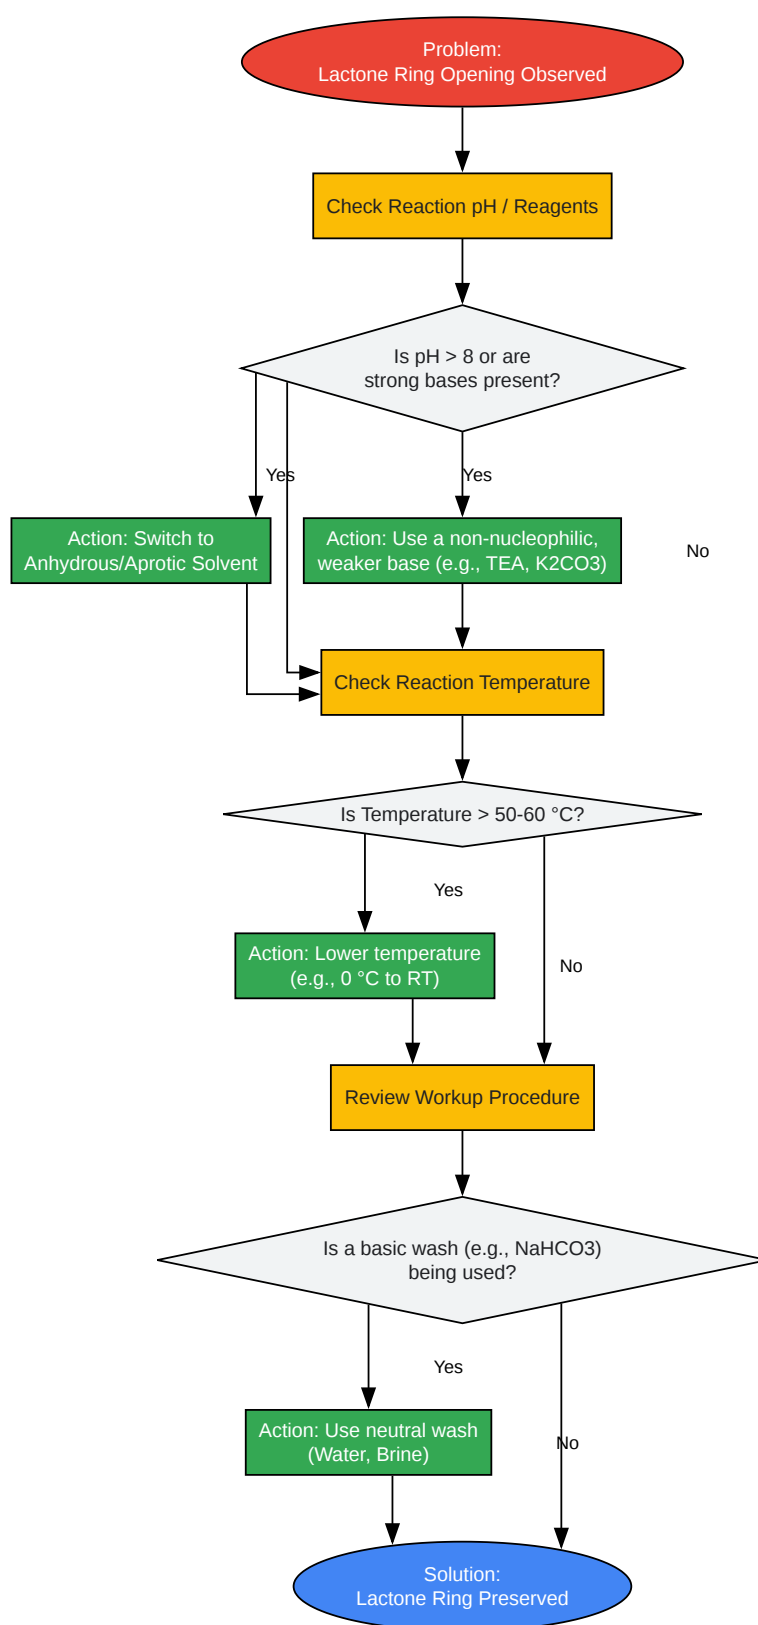 Problem:
Lactone Ring Opening Observed
Check Reaction pH / Reagents
Is pH > 8 or are
strong bases present?
Yes
Yes
Action: Switch to
Anhydrous/Aprotic Solvent
Action: Use a non-nucleophilic,
weaker base (e.g., TEA, K2CO3)
No
Check Reaction Temperature
Is Temperature > 50-60 °C?
Yes
Action: Lower temperature
(e.g., 0 °C to RT)
No
Review Workup Procedure
Is a basic wash (e.g., NaHCO3)
being used?
Yes
Action: Use neutral wash
(Water, Brine)
No
Solution:
Lactone Ring Preserved